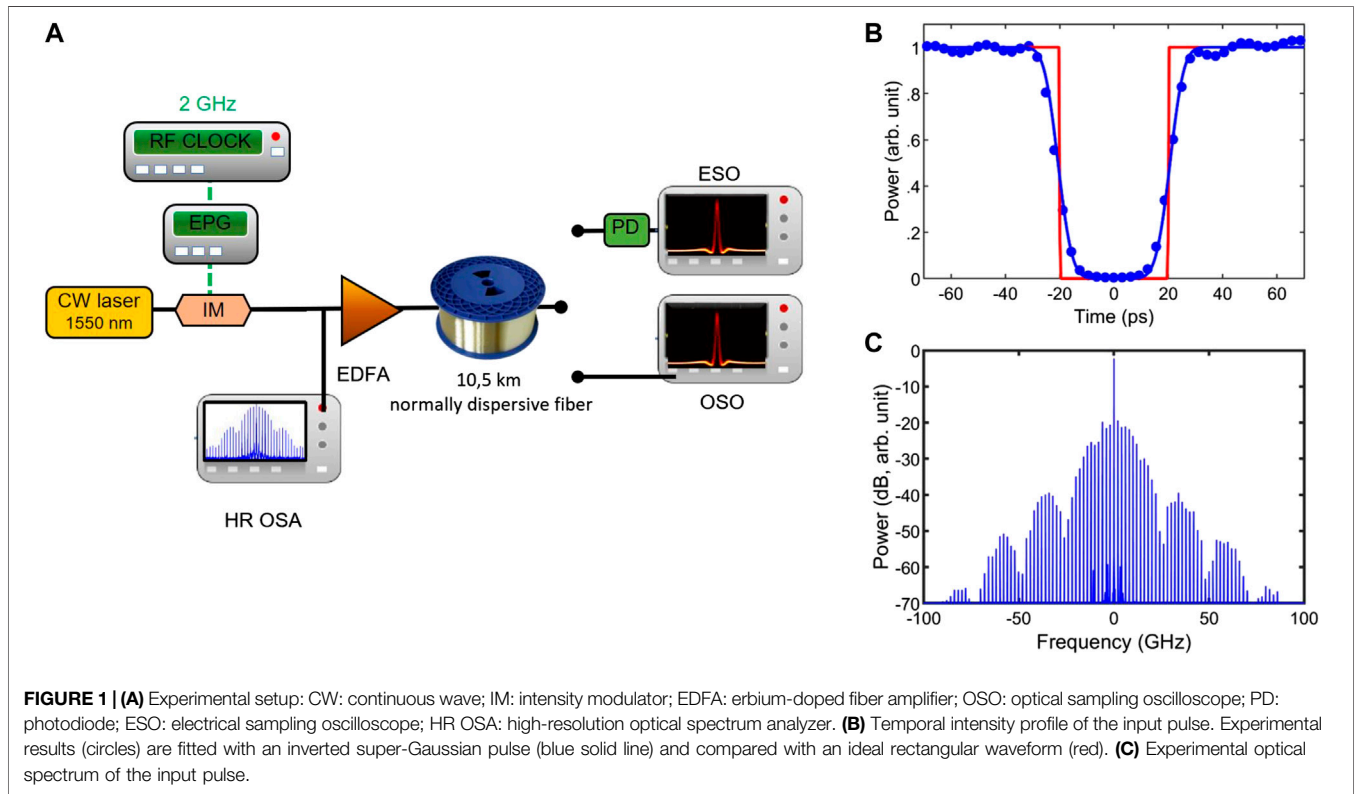 A
2 GHz
RF CLOCK
EPG
CW laser
1550 nm
IM
EDFA
10,5 km
normally dispersive fiber
PD
ESO
OSO
HR OSA
B
Power (arb. unit)
1
.8
.6
.4
.2
0
-60 -40 -20 0 20 40 60
Time (ps)
C
Power (dB, arb. unit)
0
-10
-20
-30
-40
-50
-60
-70
-100 -50 0 50 100
Frequency (GHz)
FIGURE 1 | (A) Experimental setup: CW: continuous wave; IM: intensity modulator; EDFA: erbium-doped fiber amplifier; OSO: optical sampling oscilloscope; PD:
photodiode; ESO: electrical sampling oscilloscope; HR OSA: high-resolution optical spectrum analyzer. (B) Temporal intensity profile of the input pulse. Experimental
results (circles) are fitted with an inverted super-Gaussian pulse (blue solid line) and compared with an ideal rectangular waveform (red). (C) Experimental optical
spectrum of the input pulse.